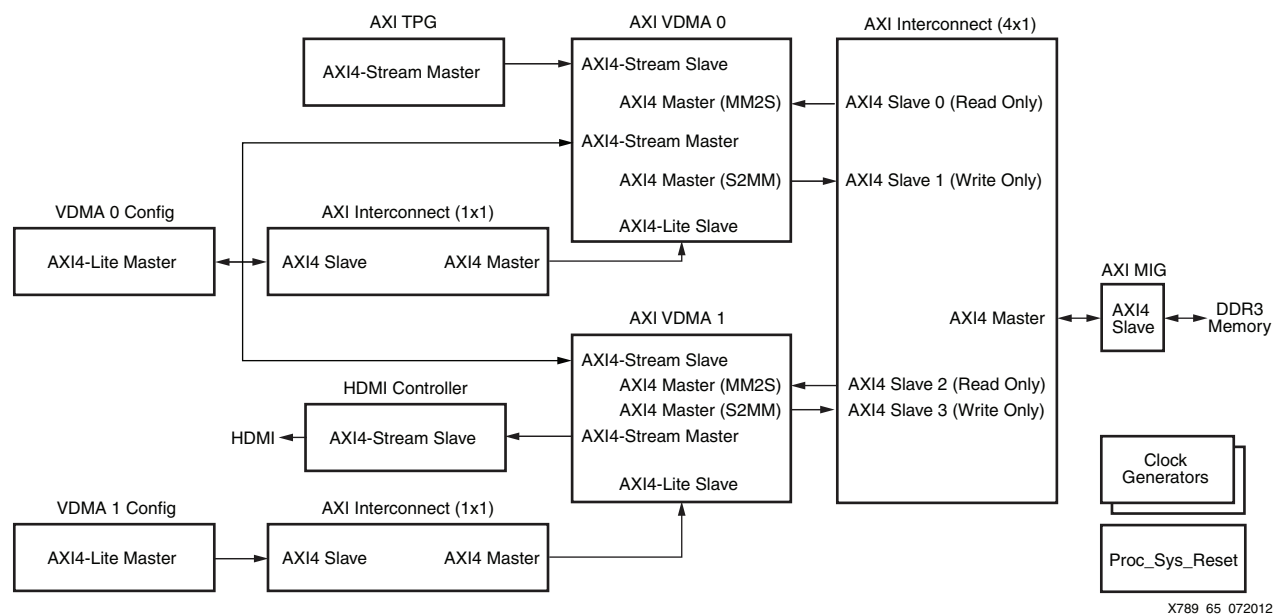 AXI TPG
AXI4-Stream Master
AXI VDMA 0
AXI4-Stream Slave
AXI4 Master (MM2S)
AXI4-Stream Master
AXI4 Master (S2MM)
AXI4-Lite Slave
AXI Interconnect (4x1)
AXI4 Slave 0 (Read Only)
AXI4 Slave 1 (Write Only)
AXI4 Master
AXI4 Slave 2 (Read Only)
AXI4 Slave 3 (Write Only)
VDMA 0 Config
AXI4-Lite Master
AXI Interconnect (1x1)
AXI4 Slave
AXI4 Master
AXI MIG
AXI4
Slave
DDR3
Memory
AXI VDMA 1
AXI4-Stream Slave
AXI4 Master (MM2S)
AXI4 Master (S2MM)
AXI4-Stream Master
AXI4-Lite Slave
HDMI Controller
HDMI
AXI4-Stream Slave
VDMA 1 Config
AXI4-Lite Master
AXI Interconnect (1x1)
AXI4 Slave
AXI4 Master
Clock
Generators
Proc_Sys_Reset
X789_65_072012